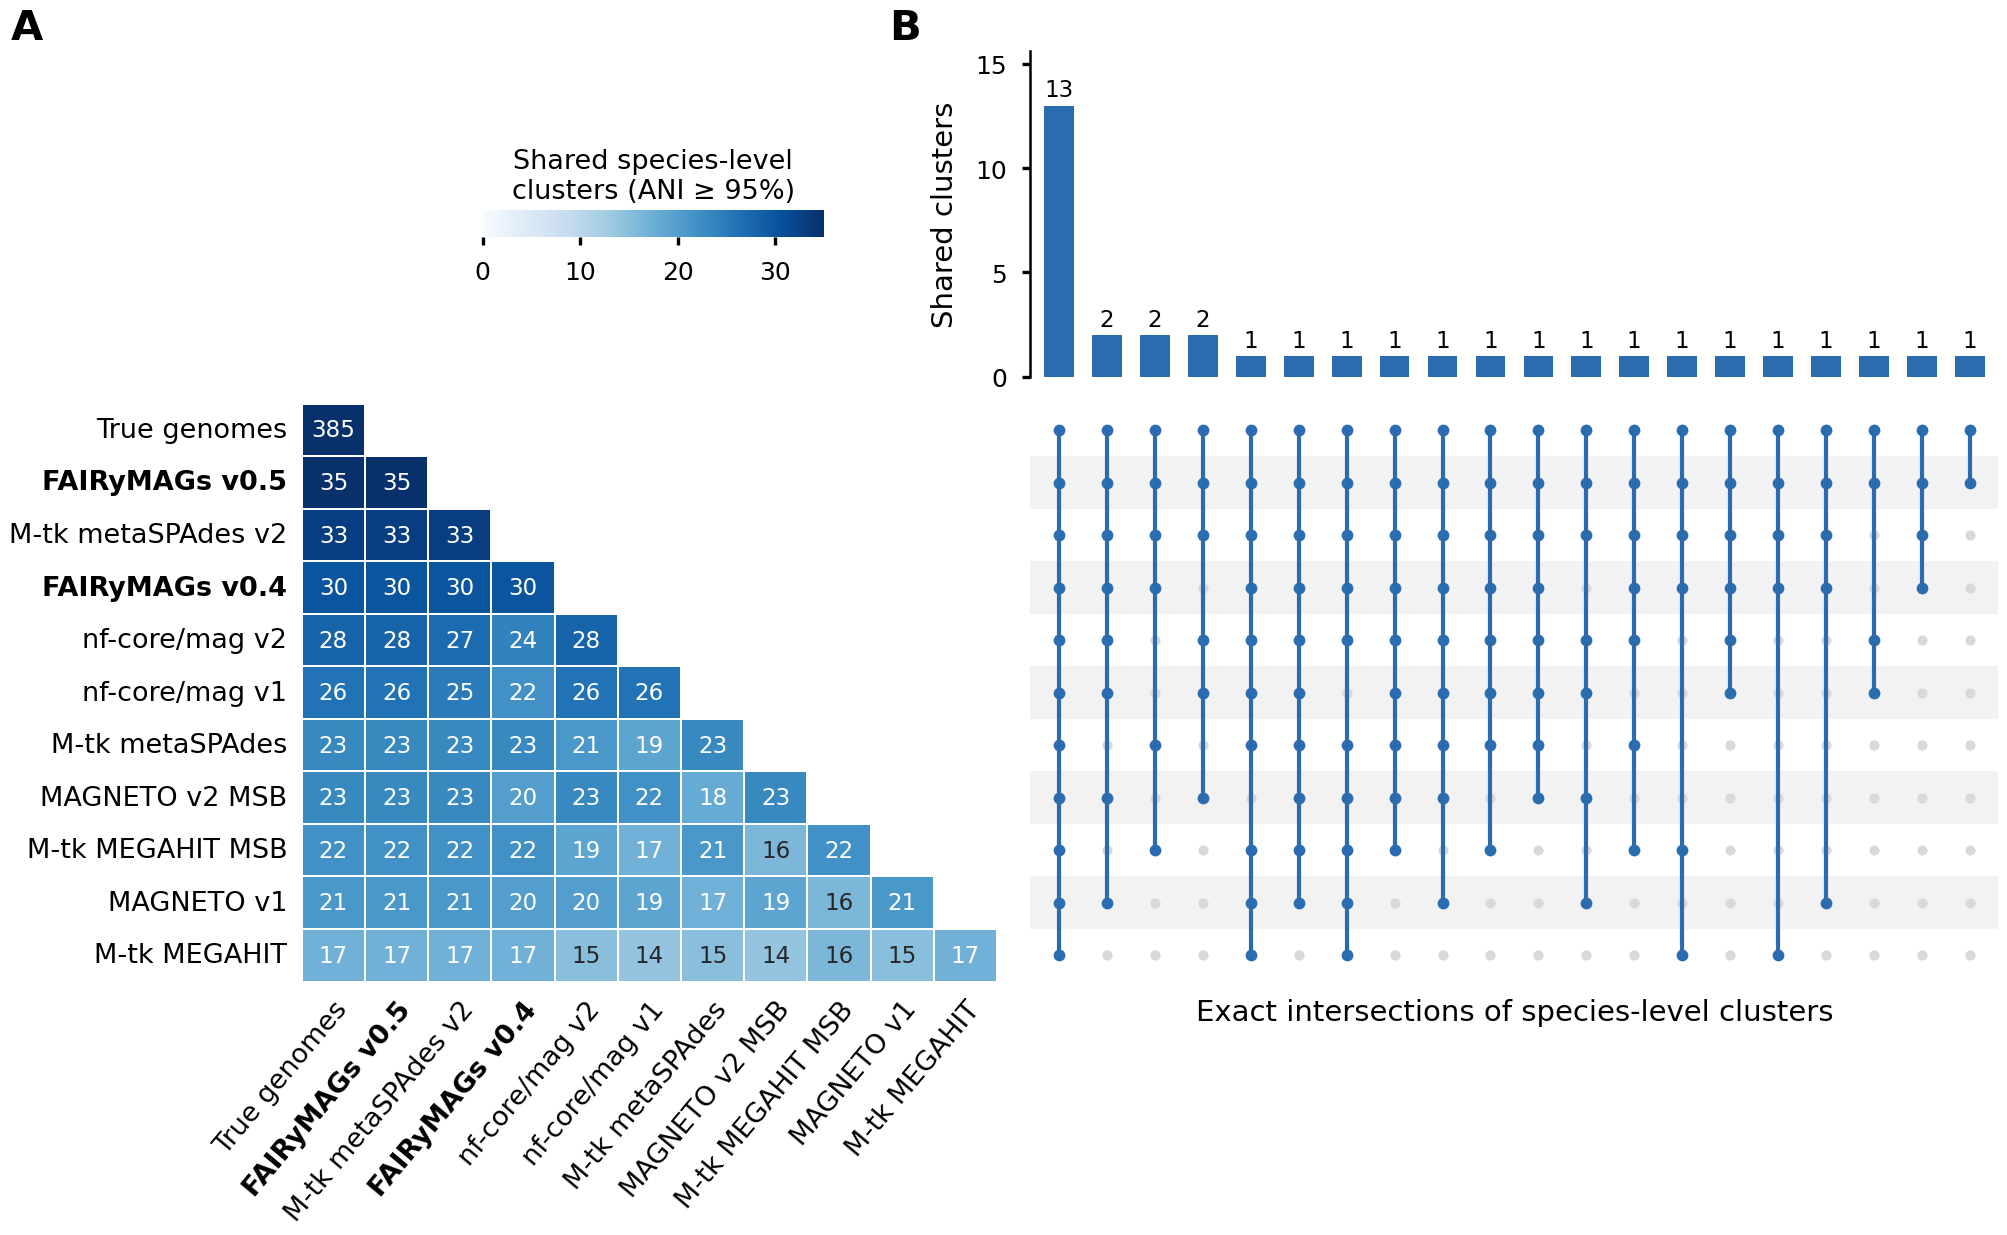 A
Shared species-level
clusters (ANI ≥ 95%)
0 10 20 30
True genomes 385
FAIRyMAGs v0.5 35 35
M-tk metaSPAdes v2 33 33 33
FAIRyMAGs v0.4 30 30 30 30
nf-core/mag v2 28 28 27 24 28
nf-core/mag v1 26 26 25 22 26 26
M-tk metaSPAdes 23 23 23 23 21 19 23
MAGNETO v2 MSB 23 23 23 20 23 22 18 23
M-tk MEGAHIT MSB 22 22 22 22 19 17 21 16 22
MAGNETO v1 21 21 21 20 20 19 17 19 16 21
M-tk MEGAHIT 17 17 17 17 15 14 15 14 16 15 17
True genomes
FAIRyMAGs v0.5
M-tk metaSPAdes v2
FAIRyMAGs v0.4
nf-core/mag v2
nf-core/mag v1
M-tk metaSPAdes
MAGNETO v2 MSB
M-tk MEGAHIT MSB
MAGNETO v1
M-tk MEGAHIT
B
Shared clusters
15
10
5
0
13 2 2 2 1 1 1 1 1 1 1 1 1 1 1 1 1 1 1 1
Exact intersections of species-level clusters